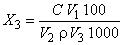 X₃ = (C V₁ 100) / (V₂ ρ V₃ 1000)